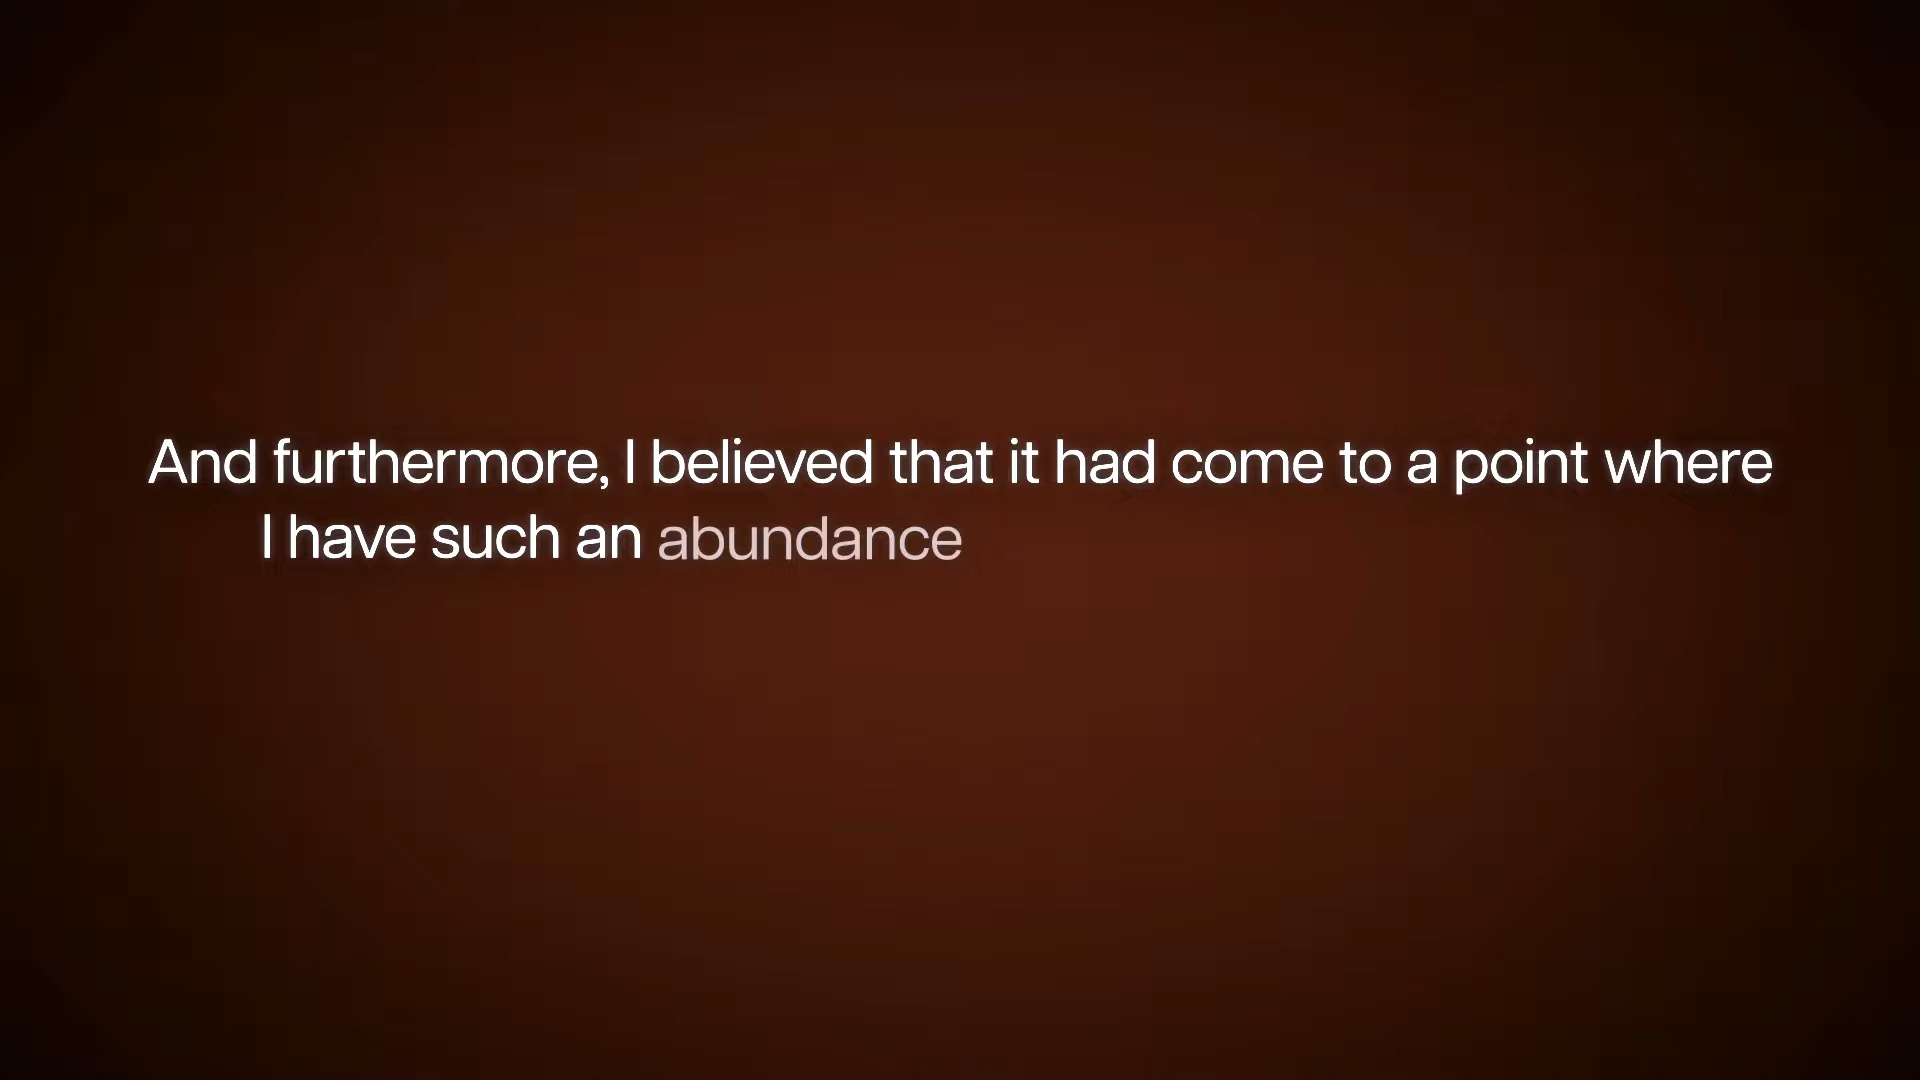 And furthermore, I believed that it had come to a point where
I have such an abundance